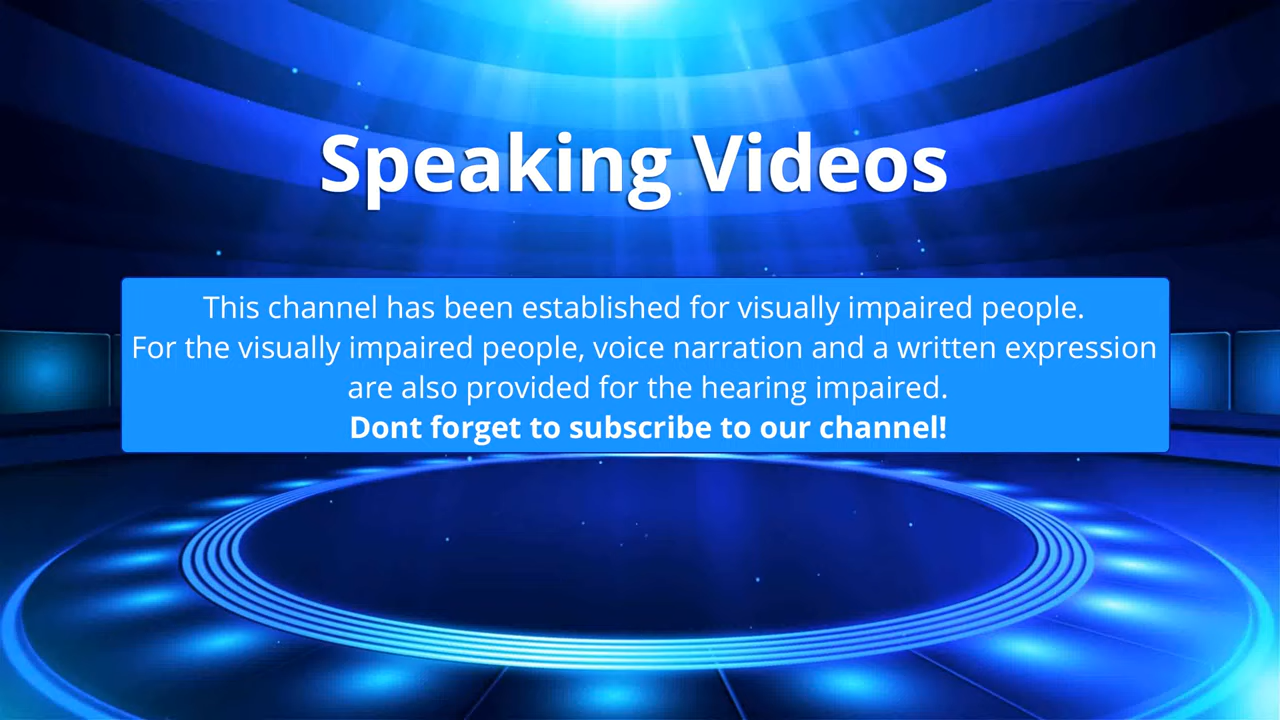 Speaking Videos
This channel has been established for visually impaired people.
For the visually impaired people, voice narration and a written expression
are also provided for the hearing impaired.
Dont forget to subscribe to our channel!